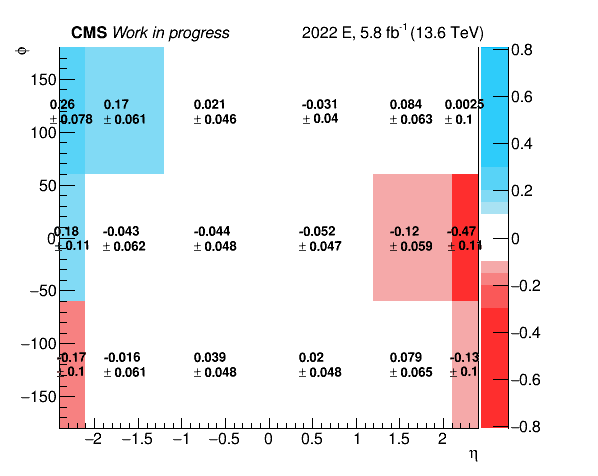 CMS Work in progress 2022 E, 5.8 fb⁻¹ (13.6 TeV)
ϕ
150
100
50
0
−50
−100
−150
0.26 0.17 0.021 -0.031 0.084 0.0025
± 0.078 ± 0.061 ± 0.046 ± 0.04 ± 0.063 ± 0.1
0.18 -0.043 -0.044 -0.052 -0.12 -0.47
± 0.11 ± 0.062 ± 0.048 ± 0.047 ± 0.059 ± 0.11
-0.17 -0.016 0.039 0.02 0.079 -0.13
± 0.1 ± 0.061 ± 0.048 ± 0.048 ± 0.065 ± 0.1
−2 −1.5 −1 −0.5 0 0.5 1 1.5 2
η
0.8
0.6
0.4
0.2
0
−0.2
−0.4
−0.6
−0.8